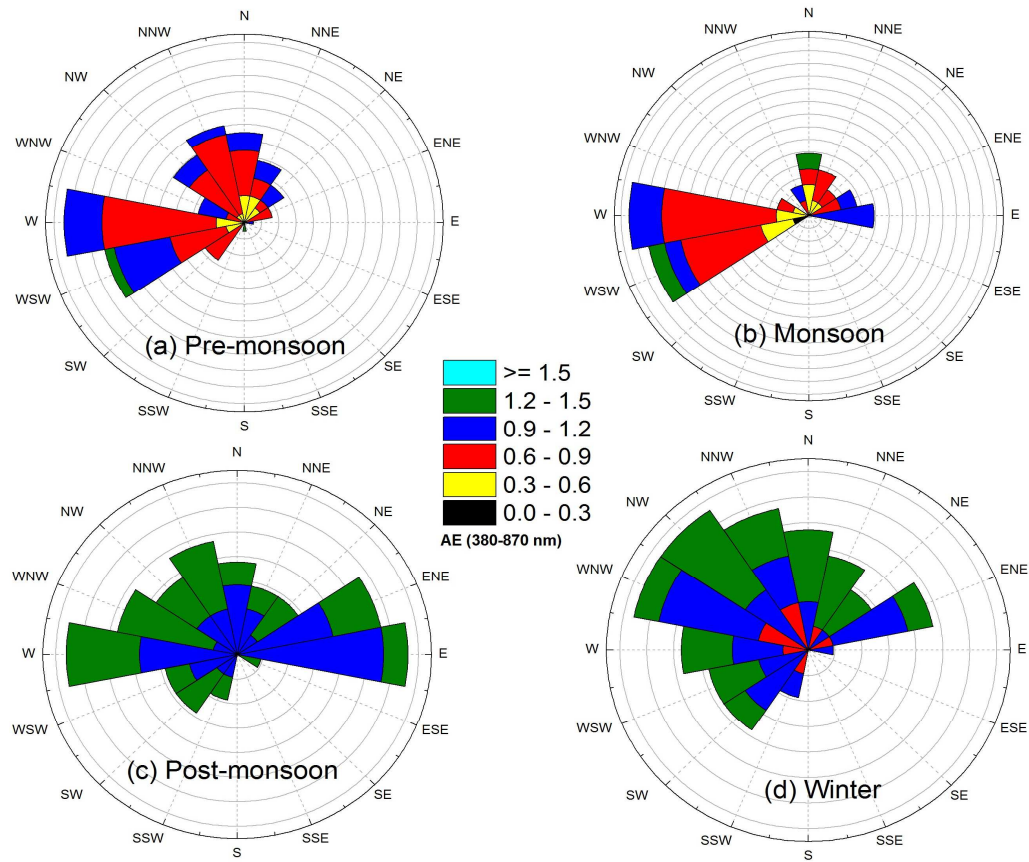 N
NNE
NE
ENE
E
ESE
SE
SSE
S
SSW
SW
WSW
W
WNW
NW
NNW
(a) Pre-monsoon
N
NNE
NE
ENE
E
ESE
SE
SSE
S
SSW
SW
WSW
W
WNW
NW
NNW
(b) Monsoon
>= 1.5
1.2 - 1.5
0.9 - 1.2
0.6 - 0.9
0.3 - 0.6
0.0 - 0.3
AE (380-870 nm)
N
NNE
NE
ENE
E
ESE
SE
SSE
S
SSW
SW
WSW
W
WNW
NW
NNW
(c) Post-monsoon
N
NNE
NE
ENE
E
ESE
SE
SSE
S
SSW
SW
WSW
W
WNW
NW
NNW
(d) Winter